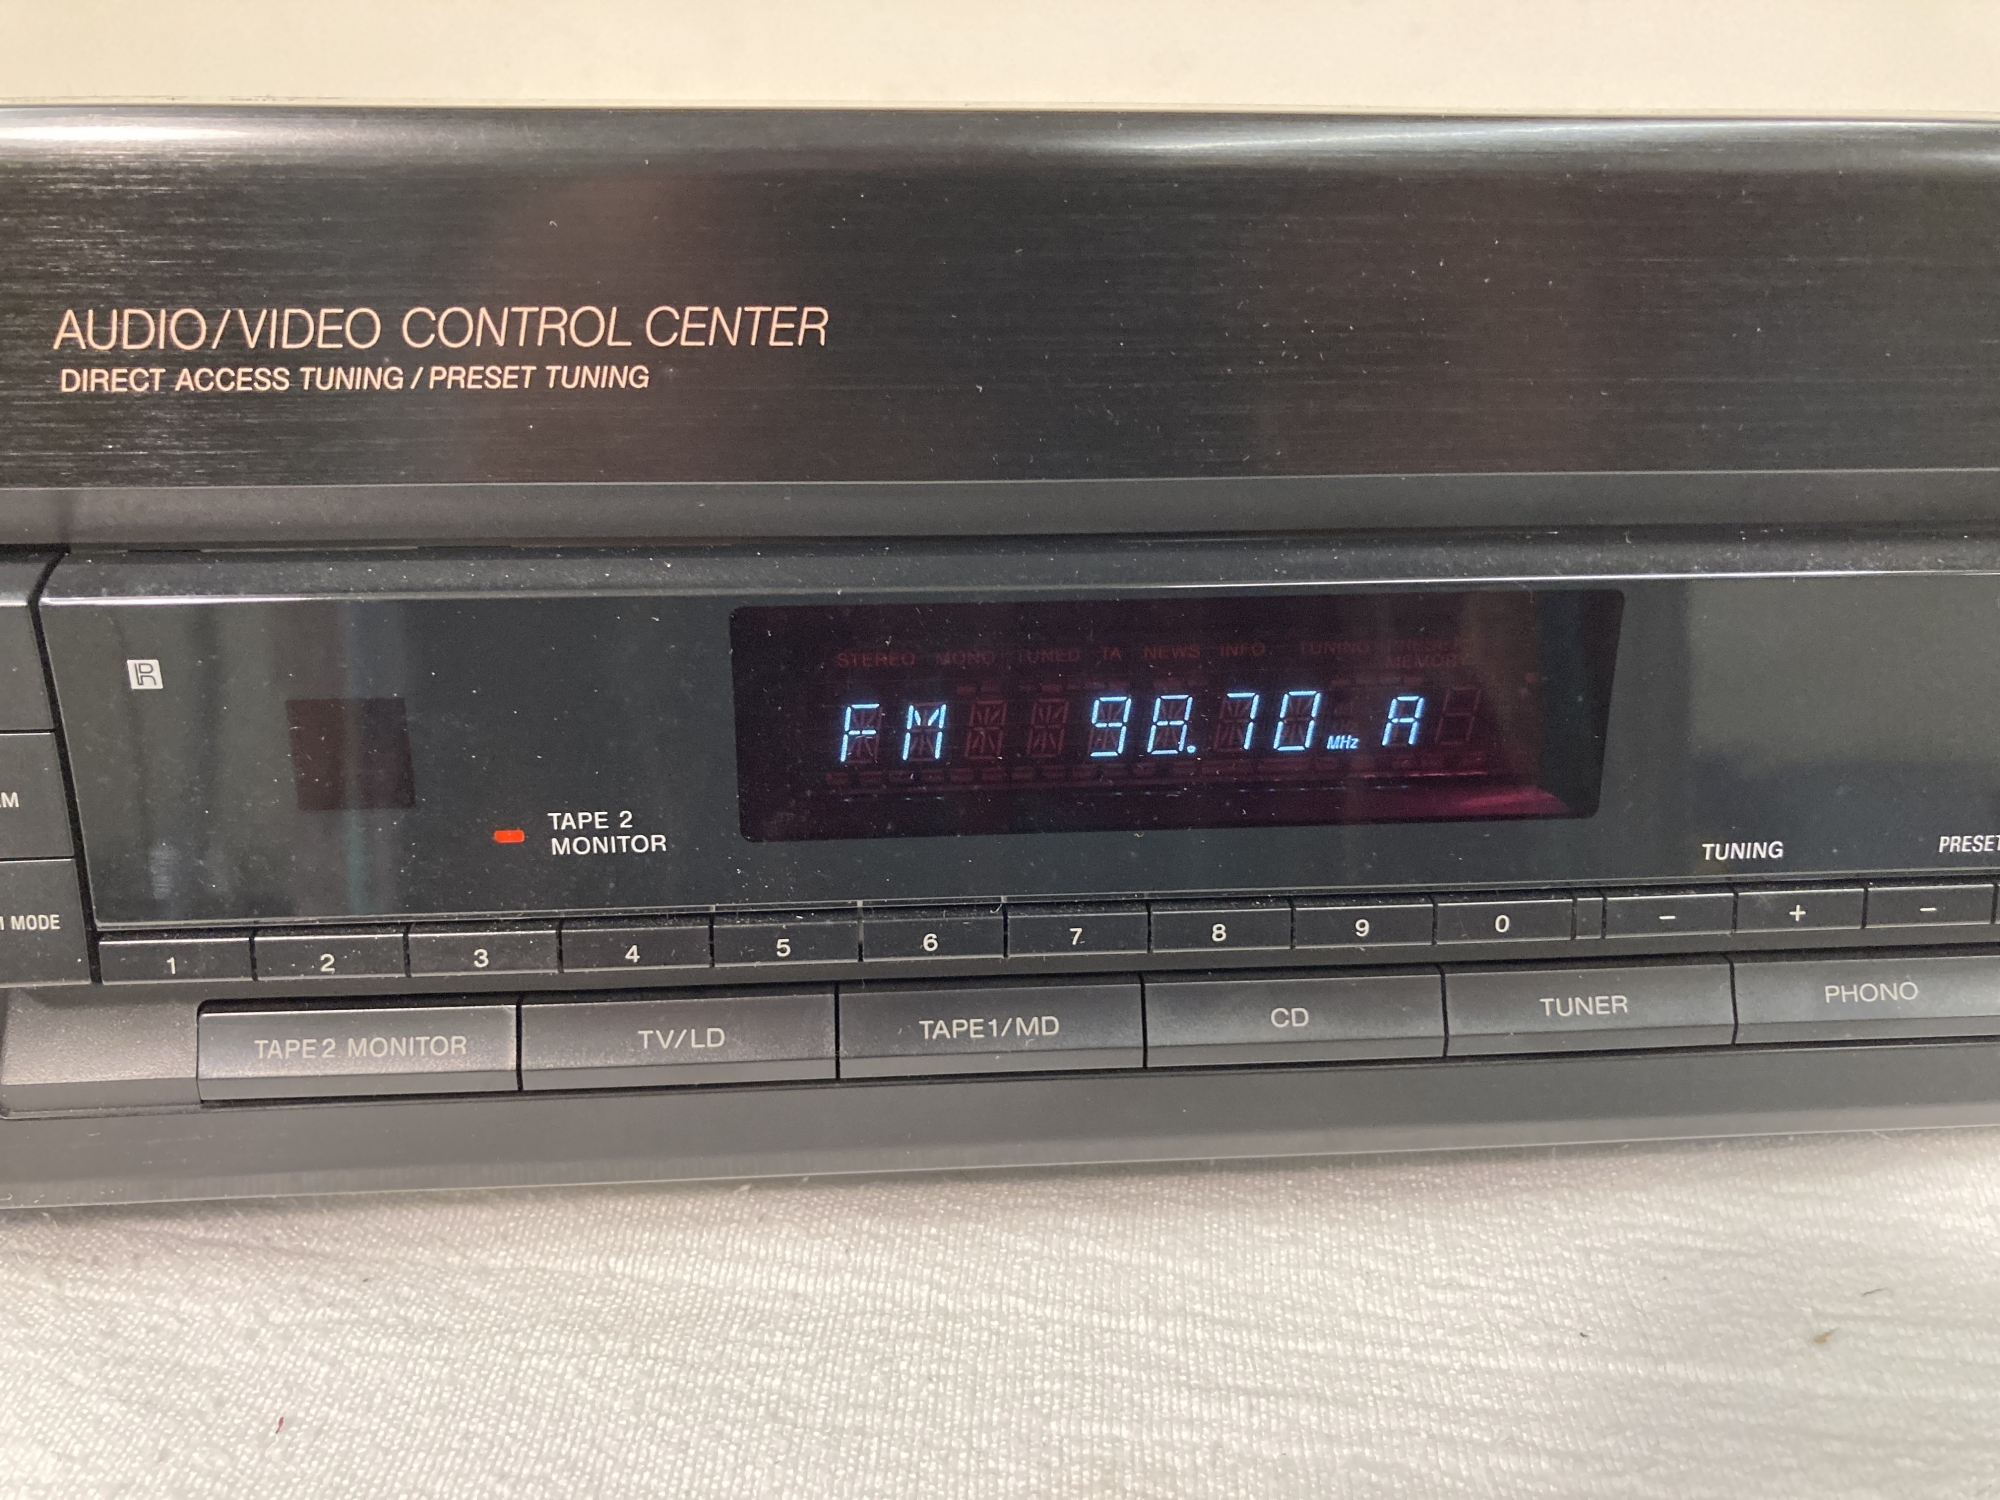 AUDIO/VIDEO CONTROL CENTER
DIRECT ACCESS TUNING / PRESET TUNING
STEREO MONO TUNED TA NEWS INFO TUNING PRESET
MEMORY
FM 98.70 MHz A
TAPE 2
MONITOR
TUNING PRESET
M MODE
1 2 3 4 5 6 7 8 9 0 − + −
TAPE 2 MONITOR TV/LD TAPE1/MD CD TUNER PHONO